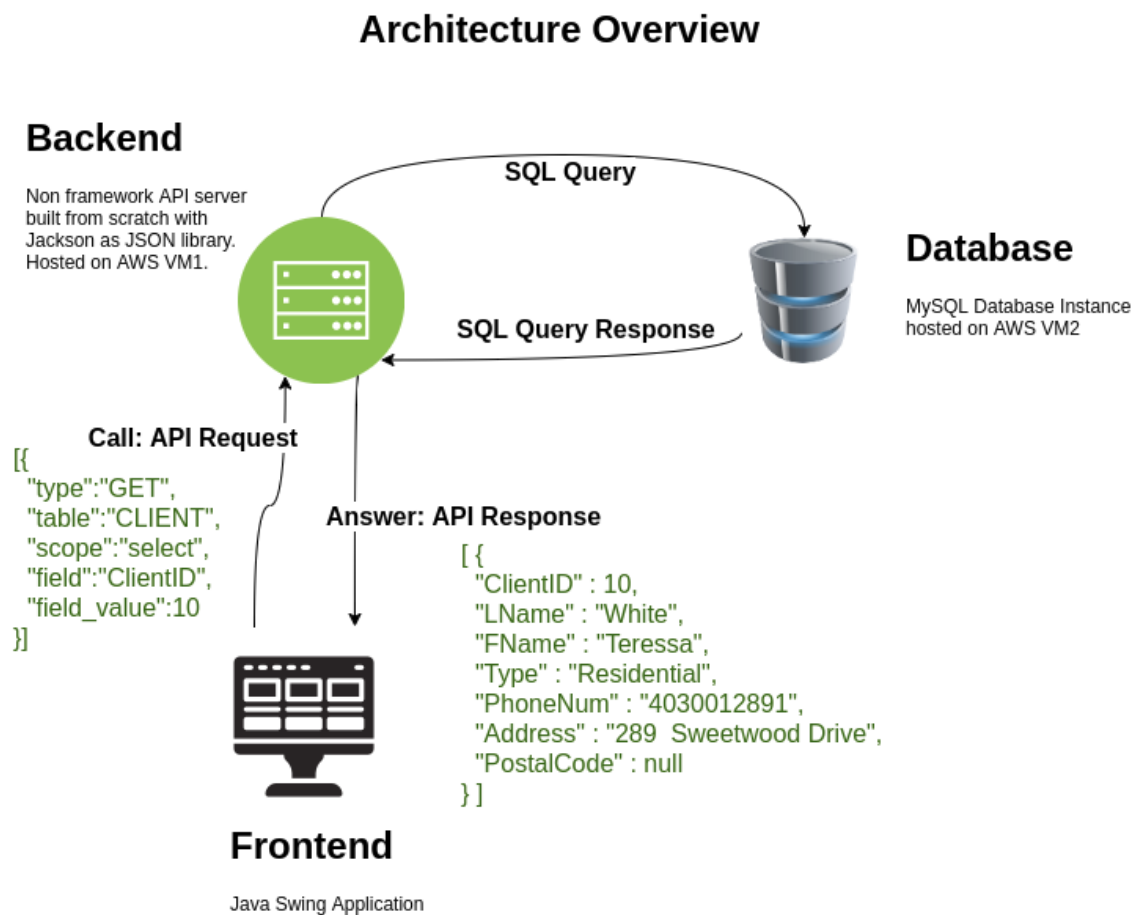 Architecture Overview
Backend
Non framework API server
built from scratch with
Jackson as JSON library.
Hosted on AWS VM1.
SQL Query
Database
MySQL Database Instance
hosted on AWS VM2
SQL Query Response
Call: API Request
[{
"type":"GET",
"table":"CLIENT",
"scope":"select",
"field":"ClientID",
"field_value":10
}]
Answer: API Response
[ {
"ClientID" : 10,
"LName" : "White",
"FName" : "Teressa",
"Type" : "Residential",
"PhoneNum" : "4030012891",
"Address" : "289  Sweetwood Drive",
"PostalCode" : null
} ]
Frontend
Java Swing Application